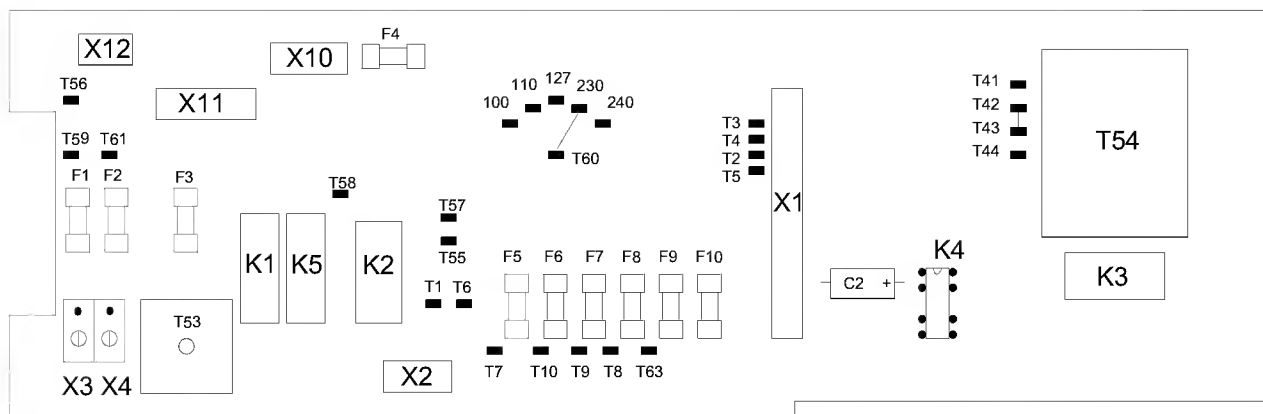 X12
X10
F4
T56
X11
100
110
127
230
240
T60
T3
T4
T2
T5
X1
T41
T42
T43
T44
T54
T59
T61
F1
F2
F3
T58
T57
T55
K1
K5
K2
T1
T6
F5
F6
F7
F8
F9
F10
C2
+
K4
K3
T53
X3
X4
X2
T7
T10
T9
T8
T63